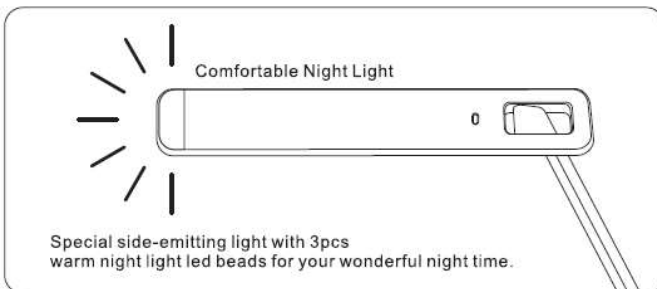 Comfortable Night Light
Special side-emitting light with 3pcs
warm night light led beads for your wonderful night time.